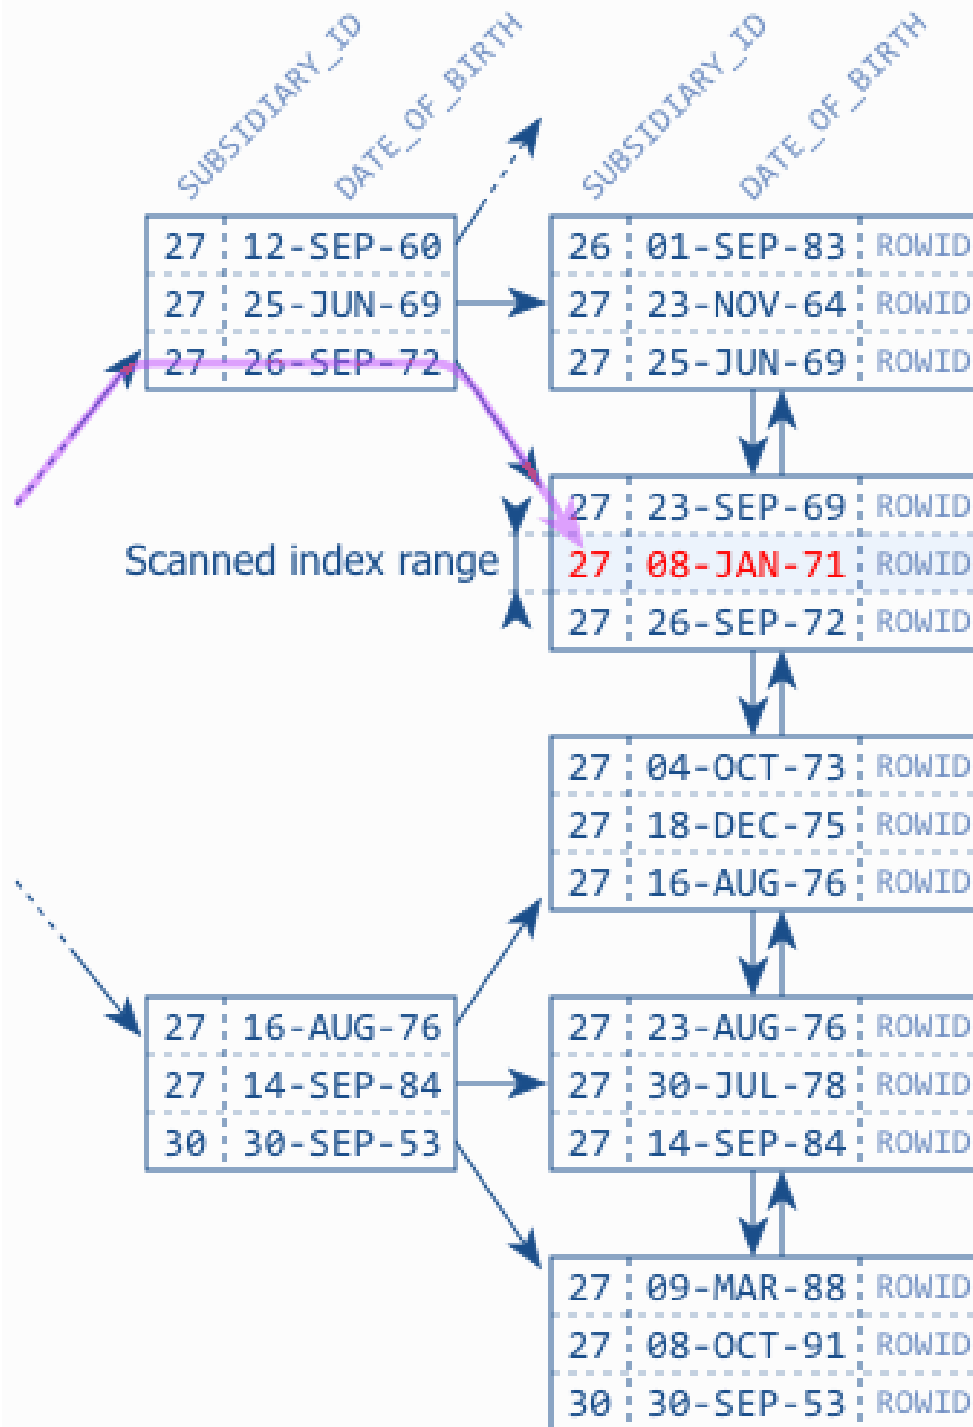 SUBSIDIARY_ID
DATE_OF_BIRTH
SUBSIDIARY_ID
DATE_OF_BIRTH
27 12-SEP-60
27 25-JUN-69
27 26-SEP-72
26 01-SEP-83 ROWID
27 23-NOV-64 ROWID
27 25-JUN-69 ROWID
Scanned index range
27 23-SEP-69 ROWID
27 08-JAN-71 ROWID
27 26-SEP-72 ROWID
27 04-OCT-73 ROWID
27 18-DEC-75 ROWID
27 16-AUG-76 ROWID
27 16-AUG-76
27 14-SEP-84
30 30-SEP-53
27 23-AUG-76 ROWID
27 30-JUL-78 ROWID
27 14-SEP-84 ROWID
27 09-MAR-88 ROWID
27 08-OCT-91 ROWID
30 30-SEP-53 ROWID